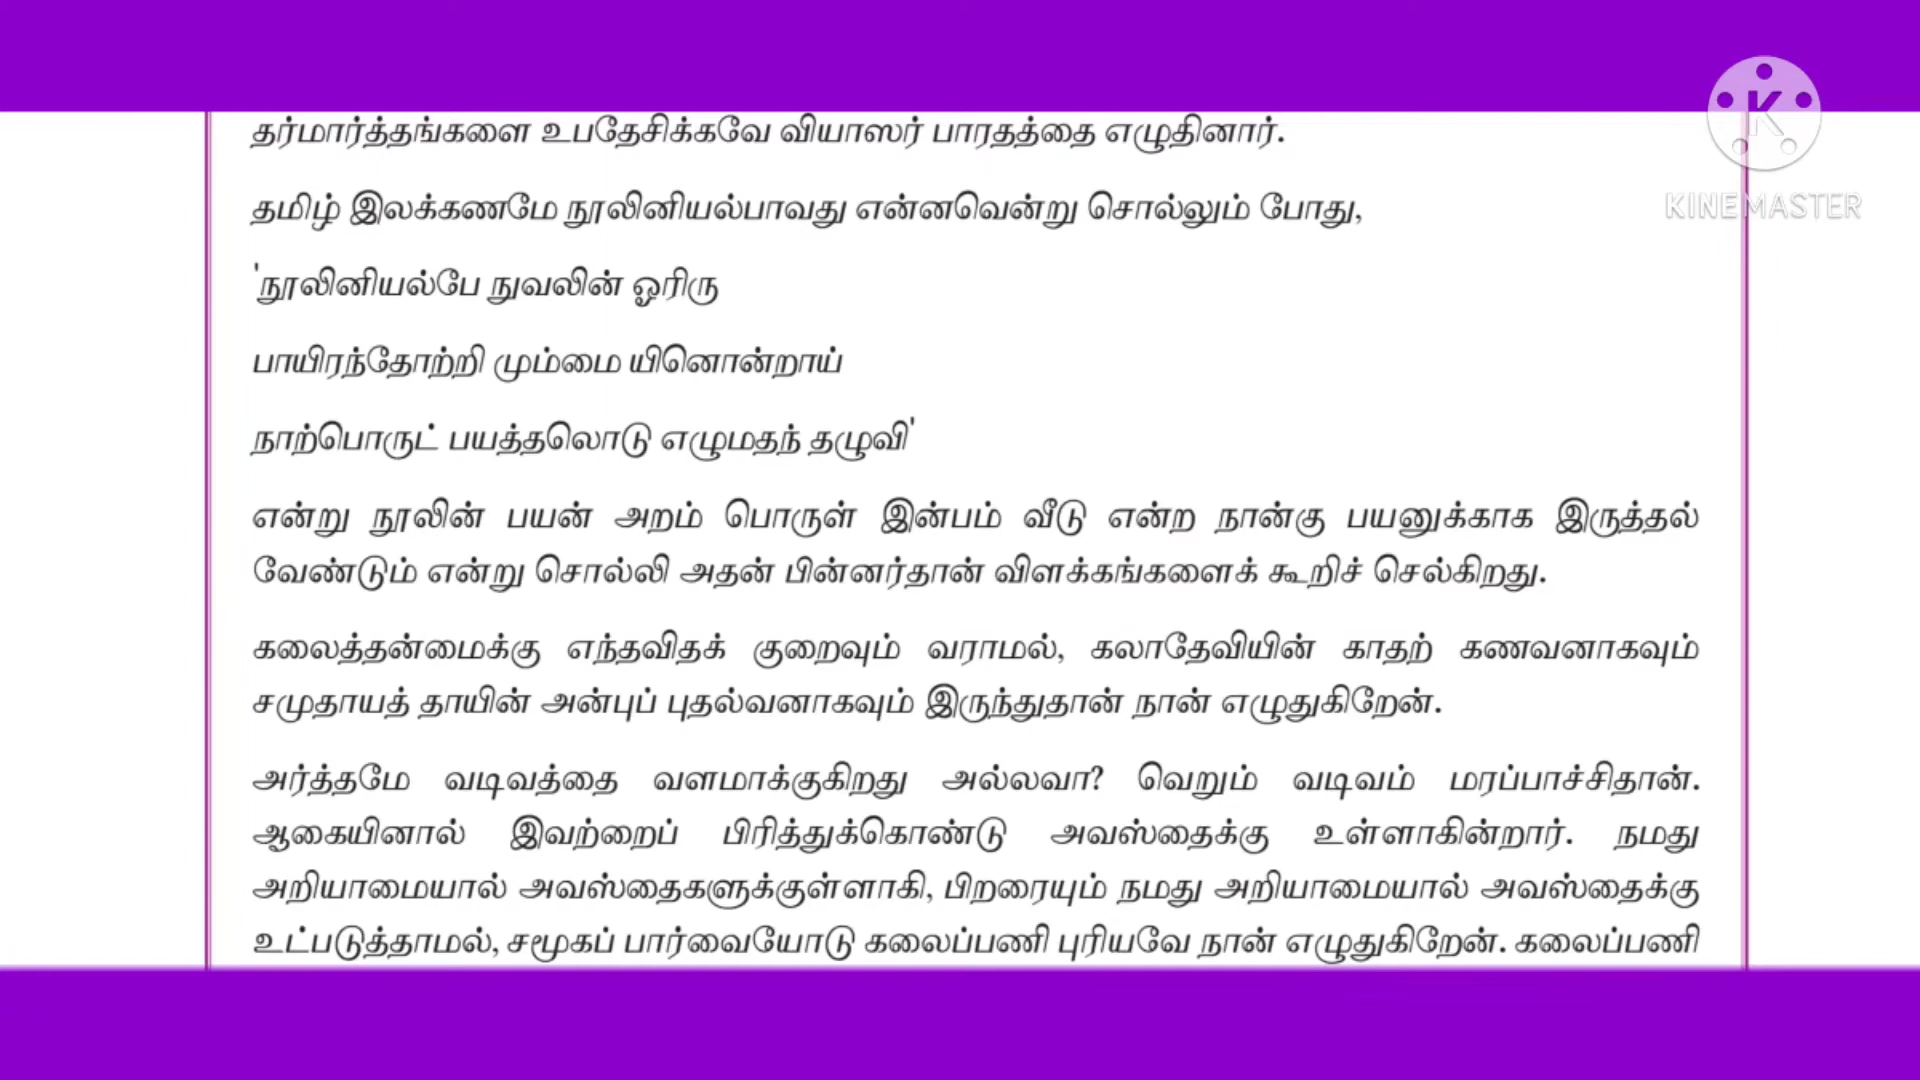 தர்மார்த்தங்களை உபதேசிக்கவே வியாஸர் பாரதத்தை எழுதினார்.
தமிழ் இலக்கணமே நூலினியல்பாவது என்னவென்று சொல்லும் போது,
'நூலினியல்பே நுவலின் ஓரிரு
பாயிரந்தோற்றி மும்மை யினொன்றாய்
நாற்பொருட் பயத்தலொடு எழுமதந் தழுவி'
என்று நூலின் பயன் அறம் பொருள் இன்பம் வீடு என்ற நான்கு பயனுக்காக இருத்தல்
வேண்டும் என்று சொல்லி அதன் பின்னர்தான் விளக்கங்களைக் கூறிச் செல்கிறது.
கலைத்தன்மைக்கு எந்தவிதக் குறைவும் வராமல், கலாதேவியின் காதற் கணவனாகவும்
சமுதாயத் தாயின் அன்புப் புதல்வனாகவும் இருந்துதான் நான் எழுதுகிறேன்.
அர்த்தமே வடிவத்தை வளமாக்குகிறது அல்லவா? வெறும் வடிவம் மரப்பாச்சிதான்.
ஆகையினால் இவற்றைப் பிரித்துக்கொண்டு அவஸ்தைக்கு உள்ளாகின்றார். நமது
அறியாமையால் அவஸ்தைகளுக்குள்ளாகி, பிறரையும் நமது அறியாமையால் அவஸ்தைக்கு
உட்படுத்தாமல், சமூகப் பார்வையோடு கலைப்பணி புரியவே நான் எழுதுகிறேன். கலைப்பணி
K
KINEMASTER